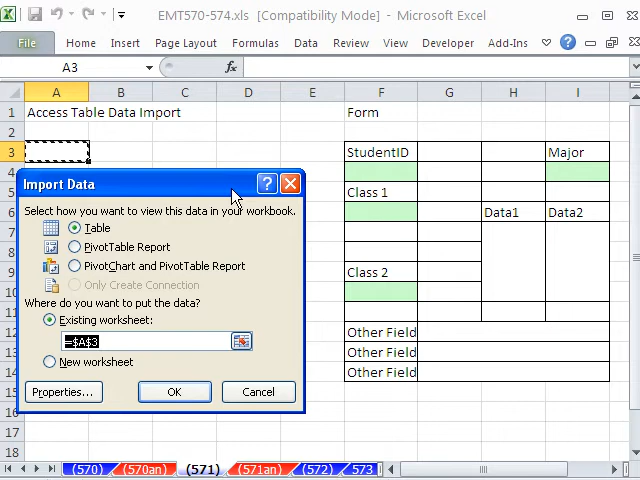 EMT570-574.xls [Compatibility Mode] - Microsoft Excel
File Home Insert Page Layout Formulas Data Review View Developer Add-Ins
A3 fx
A B C D E F G H I
1 Access Table Data Import Form
2
3 StudentID Major
4
5 Class 1
6 Data1 Data2
7
8
9 Class 2
10
11
12 Other Field
13 Other Field
14 Other Field
15
16
17
18
Import Data
Select how you want to view this data in your workbook.
Table
PivotTable Report
PivotChart and PivotTable Report
Only Create Connection
Where do you want to put the data?
Existing worksheet:
=$A$3
New worksheet
Properties... OK Cancel
(570) (570an) (571) (571an) (572) 573